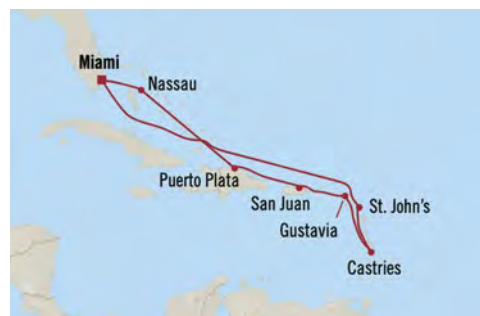 Miami
Nassau
Puerto Plata
San Juan
Gustavia
St. John's
Castries